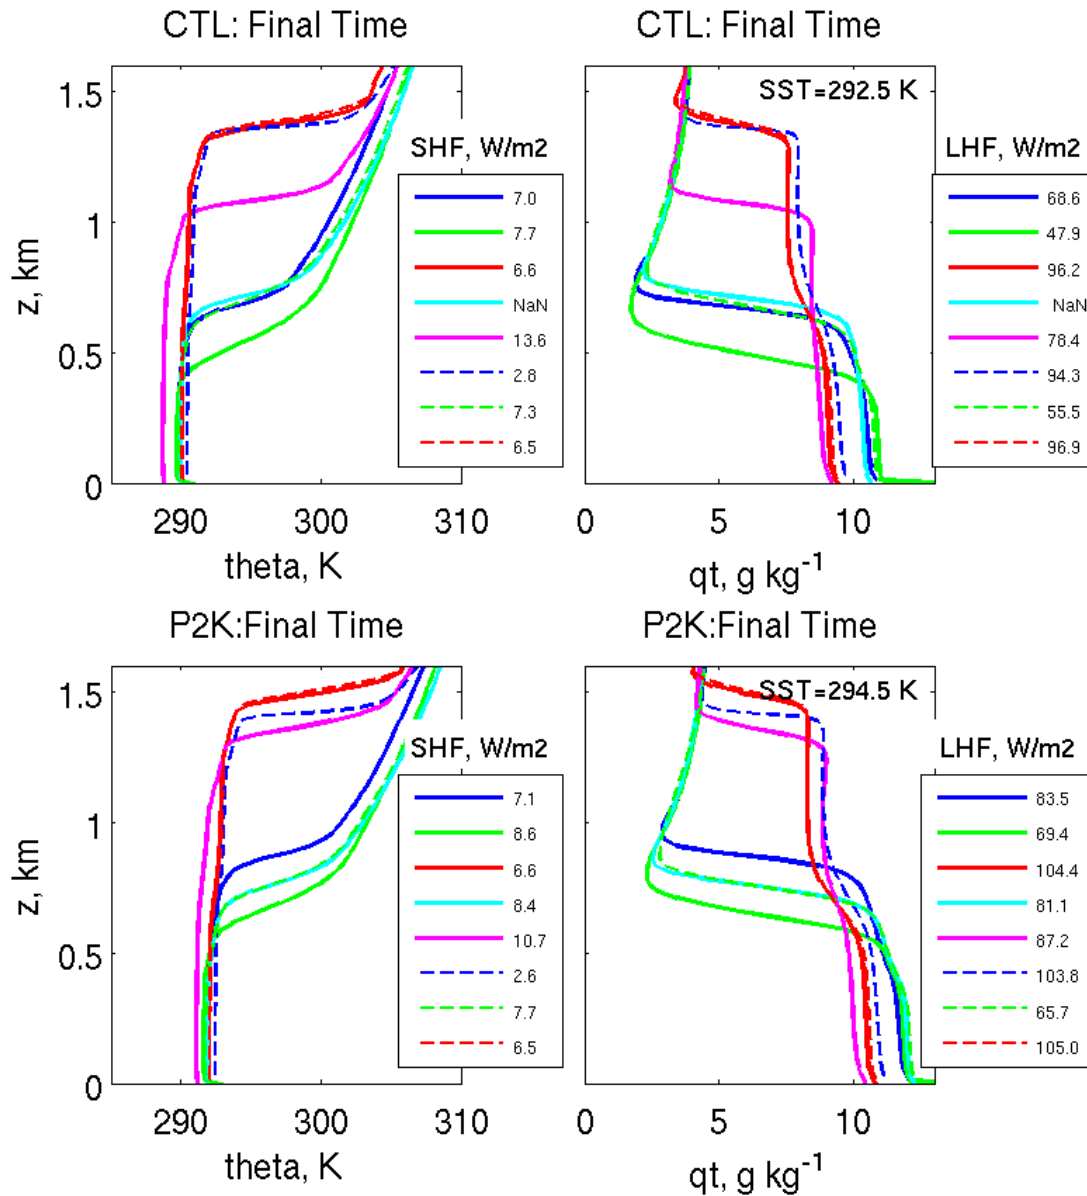 CTL: Final Time
1.5
1
0.5
0
z, km
290
300
310
theta, K
SHF, W/m2
7.0
7.7
6.6
NaN
13.6
2.8
7.3
6.5
CTL: Final Time
SST=292.5 K
0
5
10
qt, g kg-1
LHF, W/m2
68.6
47.9
96.2
NaN
78.4
94.3
55.5
96.9
P2K:Final Time
1.5
1
0.5
0
z, km
290
300
310
theta, K
SHF, W/m2
7.1
8.6
6.6
8.4
10.7
2.6
7.7
6.5
P2K:Final Time
SST=294.5 K
0
5
10
qt, g kg-1
LHF, W/m2
83.5
69.4
104.4
81.1
87.2
103.8
65.7
105.0